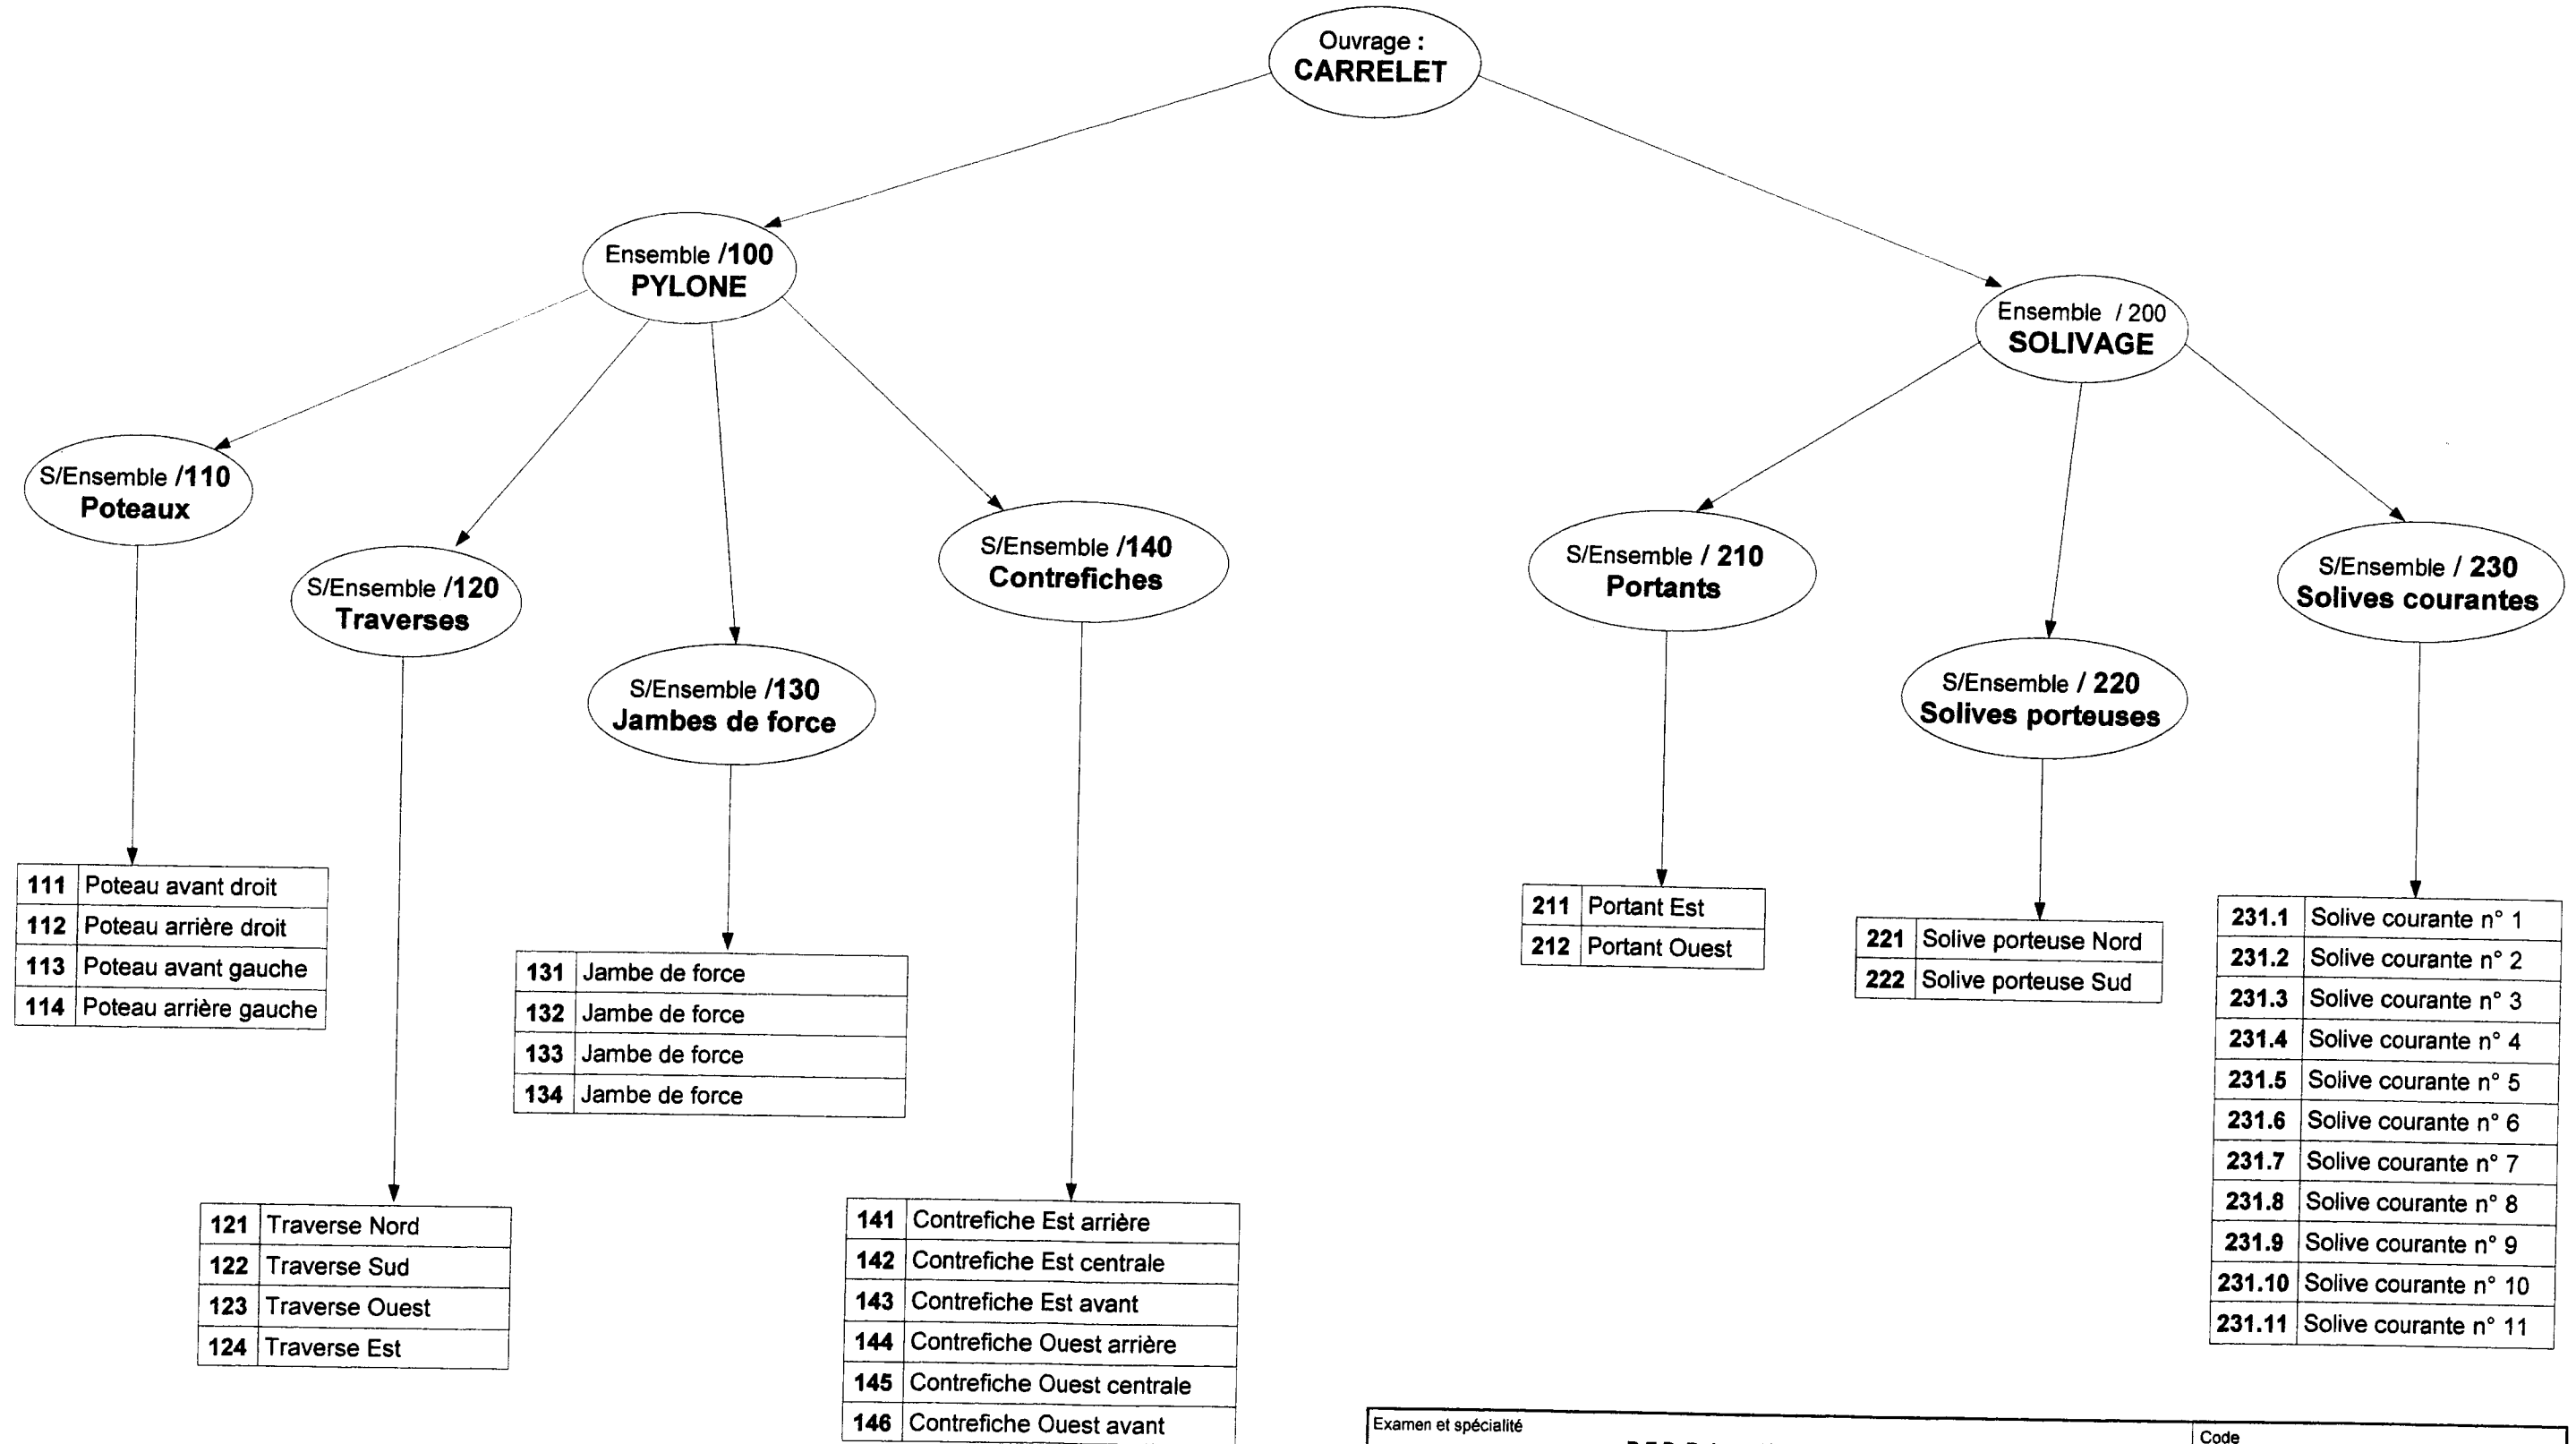 Ouvrage :
CARRELET
Ensemble /100
PYLONE
Ensemble / 200
SOLIVAGE
S/Ensemble /110
Poteaux
S/Ensemble /120
Traverses
S/Ensemble /130
Jambes de force
S/Ensemble /140
Contrefiches
S/Ensemble / 210
Portants
S/Ensemble / 220
Solives porteuses
S/Ensemble / 230
Solives courantes
111 Poteau avant droit
112 Poteau arrière droit
113 Poteau avant gauche
114 Poteau arrière gauche
121 Traverse Nord
122 Traverse Sud
123 Traverse Ouest
124 Traverse Est
131 Jambe de force
132 Jambe de force
133 Jambe de force
134 Jambe de force
141 Contrefiche Est arrière
142 Contrefiche Est centrale
143 Contrefiche Est avant
144 Contrefiche Ouest arrière
145 Contrefiche Ouest centrale
146 Contrefiche Ouest avant
211 Portant Est
212 Portant Ouest
221 Solive porteuse Nord
222 Solive porteuse Sud
231.1 Solive courante n° 1
231.2 Solive courante n° 2
231.3 Solive courante n° 3
231.4 Solive courante n° 4
231.5 Solive courante n° 5
231.6 Solive courante n° 6
231.7 Solive courante n° 7
231.8 Solive courante n° 8
231.9 Solive courante n° 9
231.10 Solive courante n° 10
231.11 Solive courante n° 11
Examen et spécialité
Code